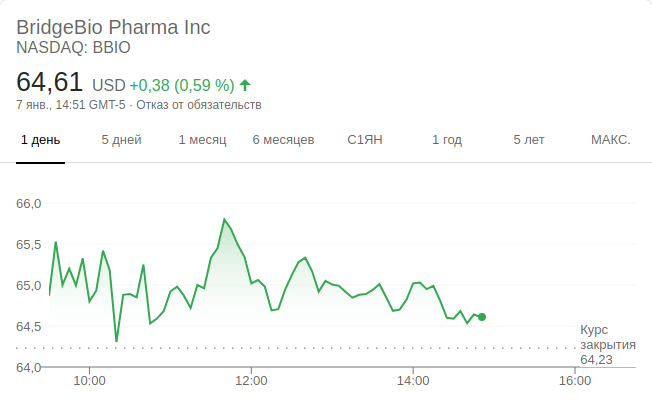 BridgeBio Pharma Inc
NASDAQ: BBIO
64,61 USD +0,38 (0,59 %)
7 янв., 14:51 GMT-5 · Отказ от обязательств
1 день 5 дней 1 месяц 6 месяцев С1ЯН 1 год 5 лет МАКС.
66,0
65,5
65,0
64,5
Курс
закрытия
64,23
64,0
10:00 12:00 14:00 16:00